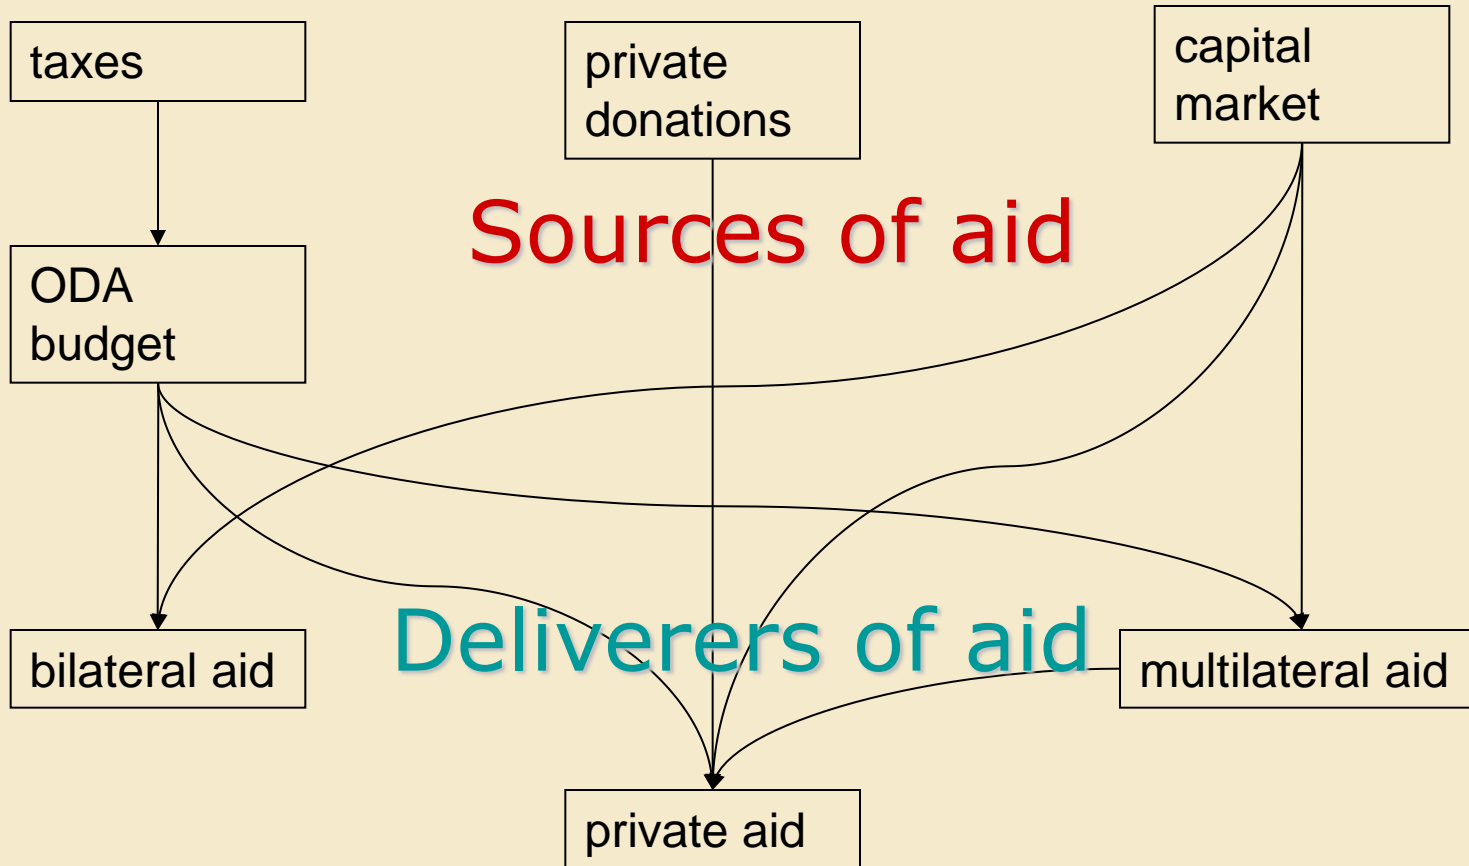 taxes
private
donations
capital
market
Sources of aid
ODA
budget
Deliverers of aid
bilateral aid
multilateral aid
private aid